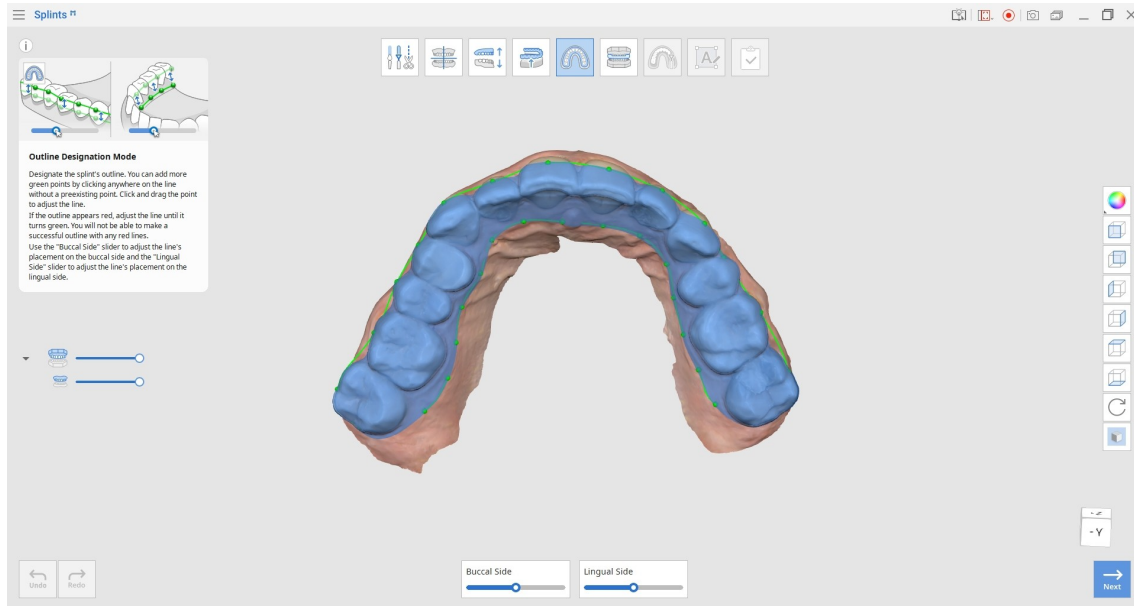 Splints
Outline Designation Mode
Designate the splint's outline. You can add more
green points by clicking anywhere on the line
without a preexisting point. Click and drag the point
to adjust the line.
If the outline appears red, adjust the line until it
turns green. You will not be able to make a
successful outline with any red lines.
Use the "Buccal Side" slider to adjust the line's
placement on the buccal side and the "Lingual
Side" slider to adjust the line's placement on the
lingual side.
- Y
Undo
Redo
Buccal Side
Lingual Side
Next